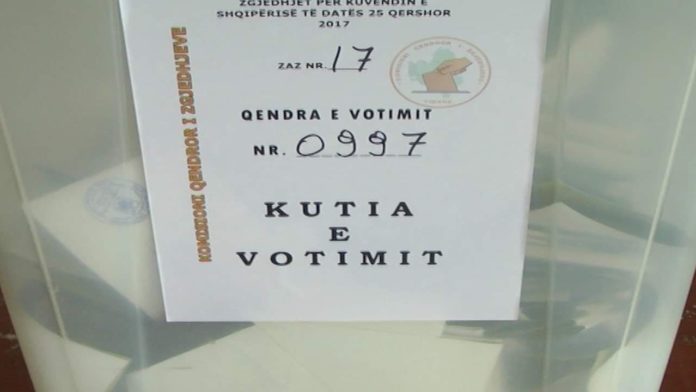 ZGJEDHJET PËR KUVENDIN E
SHQIPËRISË TË DATËS 25 QERSHOR
2017
ZAZ NR. 17
QENDRA E VOTIMIT
NR. 0997
KUTIA
E
VOTIMIT
KOMISIONI QENDROR I ZGJEDHJEVE